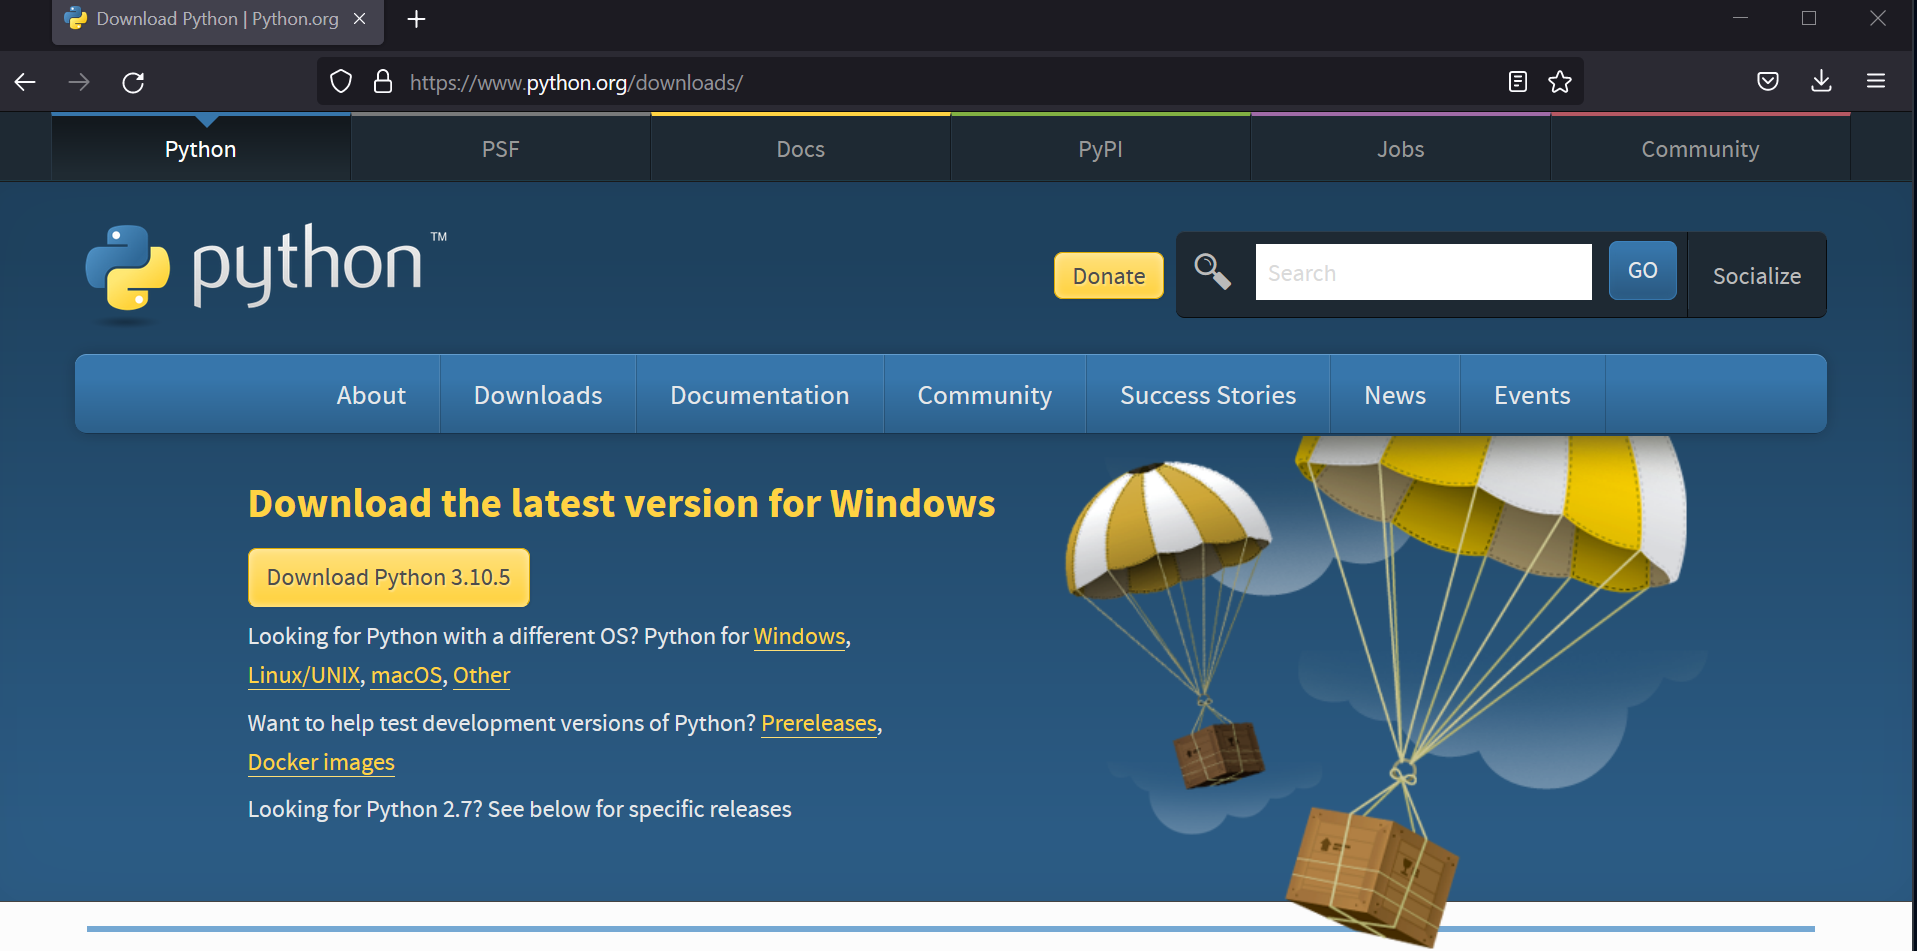 Download Python | Python.org
https://www.python.org/downloads/
Python PSF Docs PyPI Jobs Community
python™
Donate Search GO Socialize
About Downloads Documentation Community Success Stories News Events
Download the latest version for Windows
Download Python 3.10.5
Looking for Python with a different OS? Python for Windows,
Linux/UNIX, macOS, Other
Want to help test development versions of Python? Prereleases,
Docker images
Looking for Python 2.7? See below for specific releases